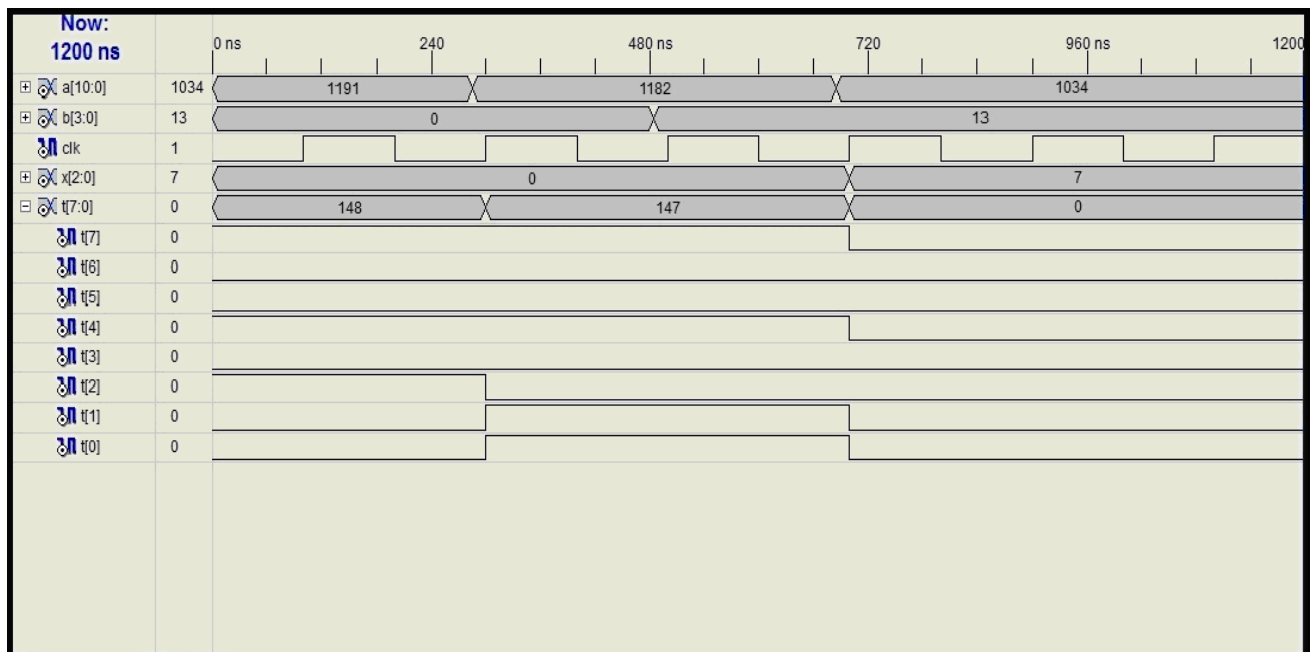 Now:
1200 ns
0 ns 240 480 ns 720 960 ns 1200
a[10:0] 1034 1191 1182 1034
b[3:0] 13 0 13
clk 1
x[2:0] 7 0 7
t[7:0] 0 148 147 0
t[7] 0
t[6] 0
t[5] 0
t[4] 0
t[3] 0
t[2] 0
t[1] 0
t[0] 0